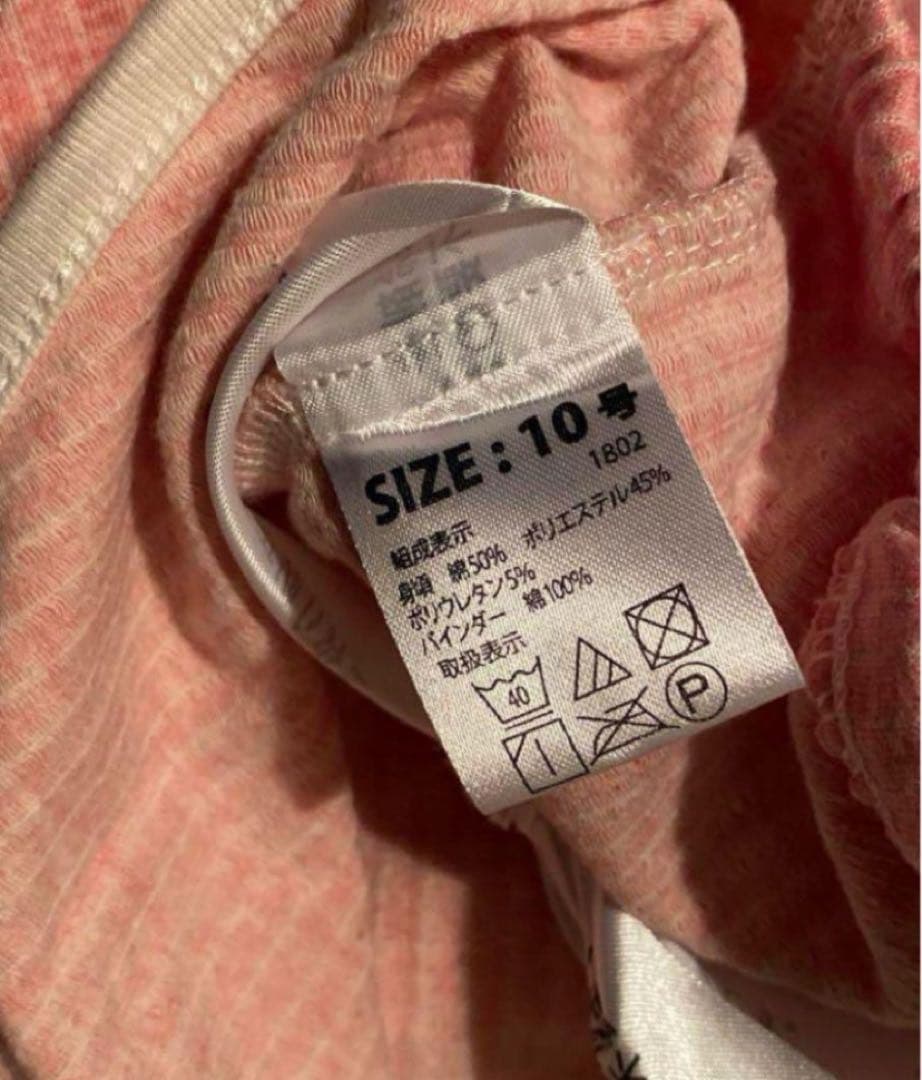 SIZE : 10号
1802
組成表示
身頃 綿50% ポリエステル45%
ポリウレタン5%
バインダー 綿100%
取扱表示
40
P